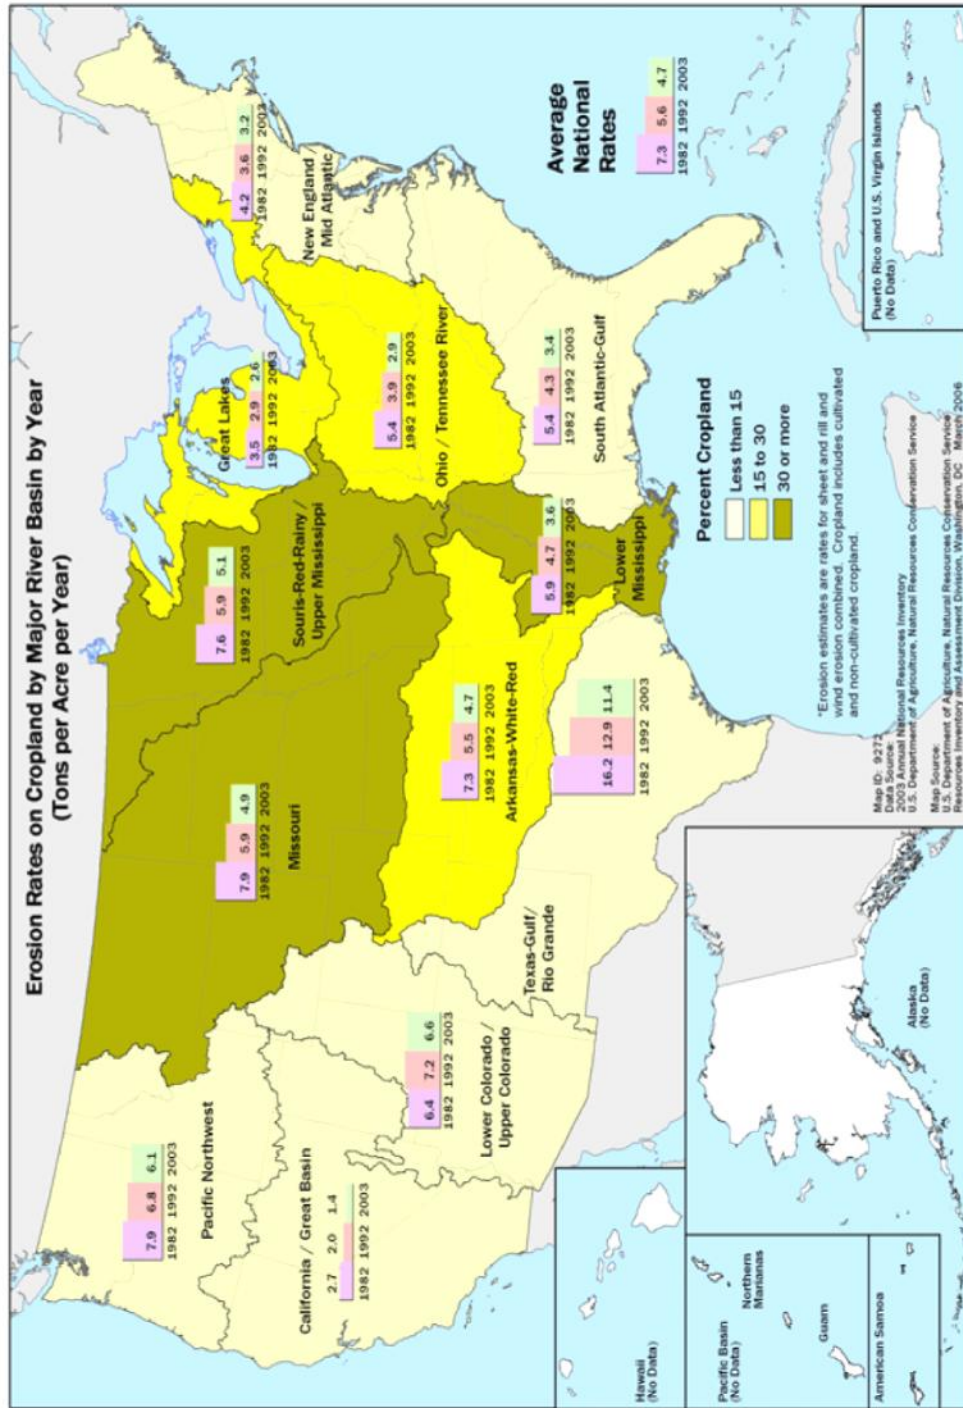 Erosion Rates on Cropland by Major River Basin by Year
(Tons per Acre per Year)
7.9 6.8 6.1
1982 1992 2003
Pacific Northwest
2.7 2.0 1.4
1982 1992 2003
California / Great Basin
6.4 7.2 6.6
1982 1992 2003
Lower Colorado /
Upper Colorado
7.9 5.9 4.9
1982 1992 2003
Missouri
7.6 5.9 5.1
1982 1992 2003
Souris-Red-Rainy /
Upper Mississippi
Great Lakes
3.5 2.9 2.6
1982 1992 2003
4.2 3.6 3.2
1982 1992 2003
New England /
Mid Atlantic
5.4 3.9 2.9
1982 1992 2003
Ohio / Tennessee River
7.3 5.5 4.7
1982 1992 2003
Arkansas-White-Red
5.9 4.7 3.6
1982 1992 2003
Lower
Mississippi
5.4 4.3 3.4
1982 1992 2003
South Atlantic-Gulf
16.2 12.9 11.4
1982 1992 2003
Texas-Gulf/
Rio Grande
Average
National
Rates
7.3 5.6 4.7
1982 1992 2003
Percent Cropland
Less than 15
15 to 30
30 or more
"Erosion estimates are rates for sheet and rill and
wind erosion combined. Cropland includes cultivated
and non-cultivated cropland.
Map ID: 9272
Data Source:
2003 Annual National Resources Inventory
U.S. Department of Agriculture, Natural Resources Conservation Service
Map Source:
U.S. Department of Agriculture, Natural Resources Conservation Service
Resources Inventory and Assessment Division, Washington, DC March 2006
Hawaii
(No Data)
Pacific Basin
(No Data)
Northern
Marianas
Guam
American Samoa
Alaska
(No Data)
Puerto Rico and U.S. Virgin Islands
(No Data)